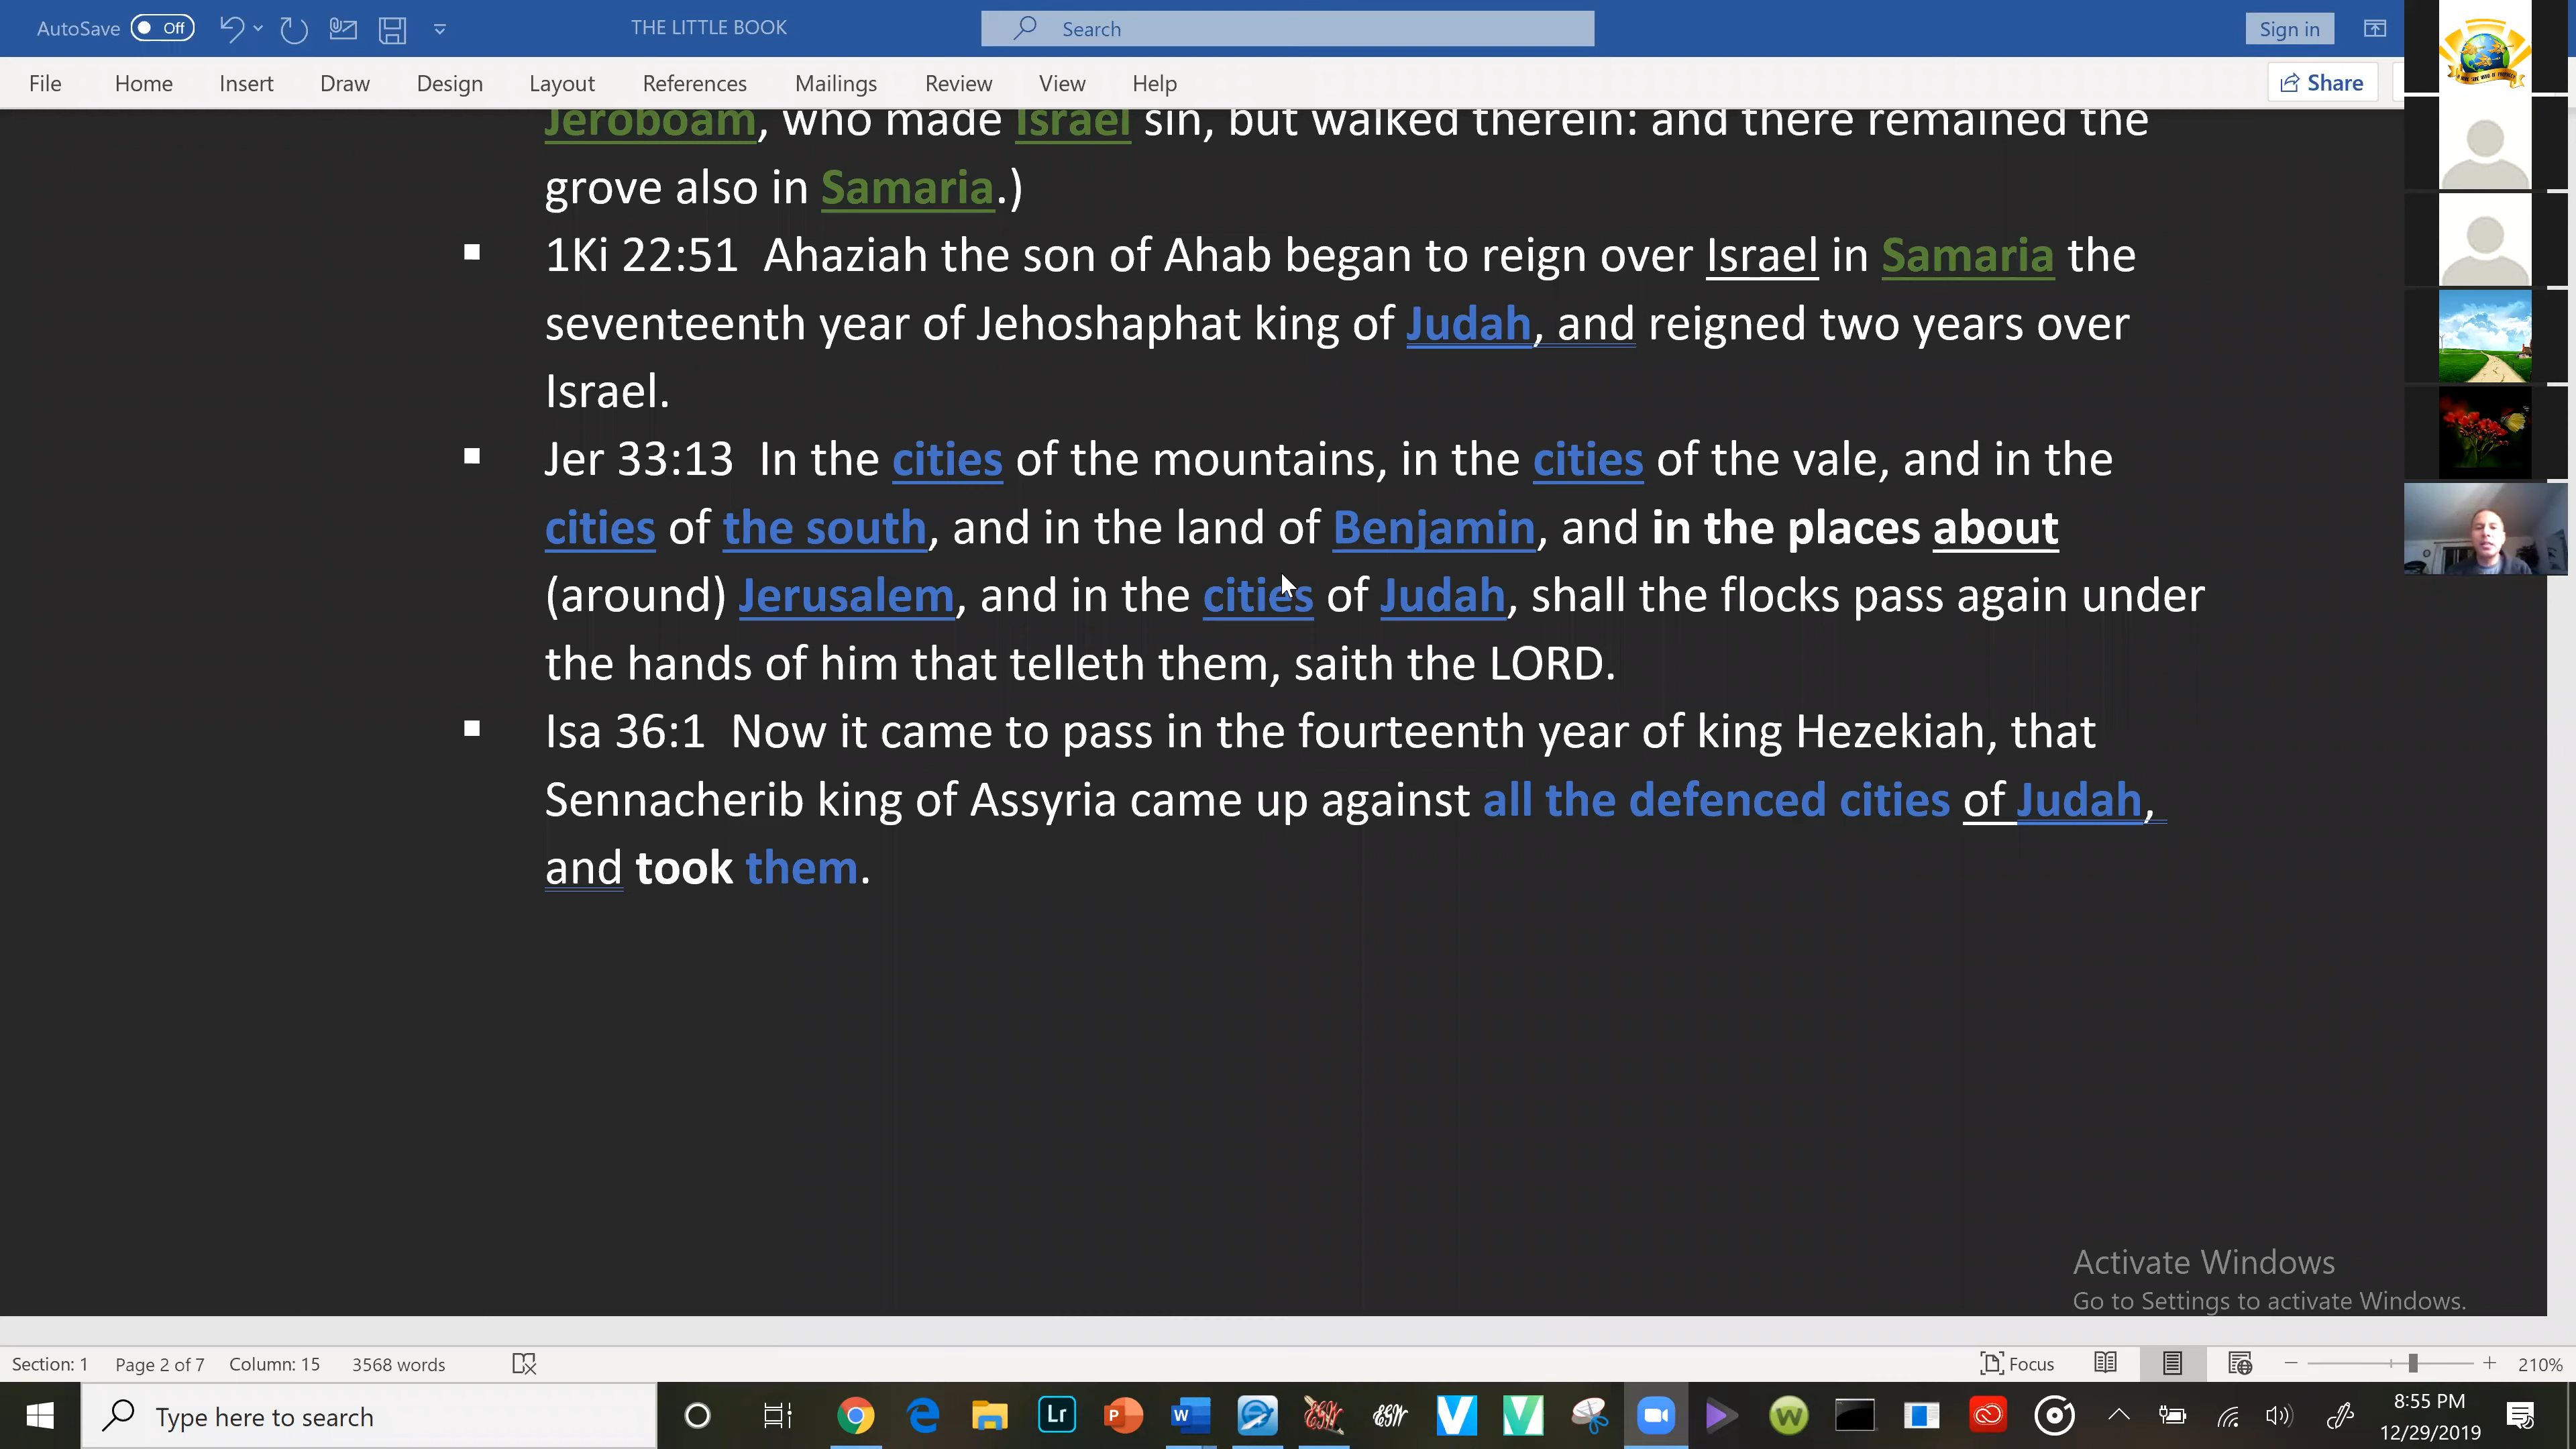 AutoSave Off THE LITTLE BOOK Search Sign in
File Home Insert Draw Design Layout References Mailings Review View Help Share
Jeroboam, who made Israel sin, but walked therein: and there remained the
grove also in Samaria.)
▪ 1Ki 22:51 Ahaziah the son of Ahab began to reign over Israel in Samaria the
seventeenth year of Jehoshaphat king of Judah, and reigned two years over
Israel.
▪ Jer 33:13 In the cities of the mountains, in the cities of the vale, and in the
cities of the south, and in the land of Benjamin, and in the places about
(around) Jerusalem, and in the cities of Judah, shall the flocks pass again under
the hands of him that telleth them, saith the LORD.
▪ Isa 36:1 Now it came to pass in the fourteenth year of king Hezekiah, that
Sennacherib king of Assyria came up against all the defenced cities of Judah,
and took them.
Activate Windows
Go to Settings to activate Windows.
Section: 1 Page 2 of 7 Column: 15 3568 words Focus 210%
Type here to search Lr P W EGW EGW V V W 8:55 PM
12/29/2019